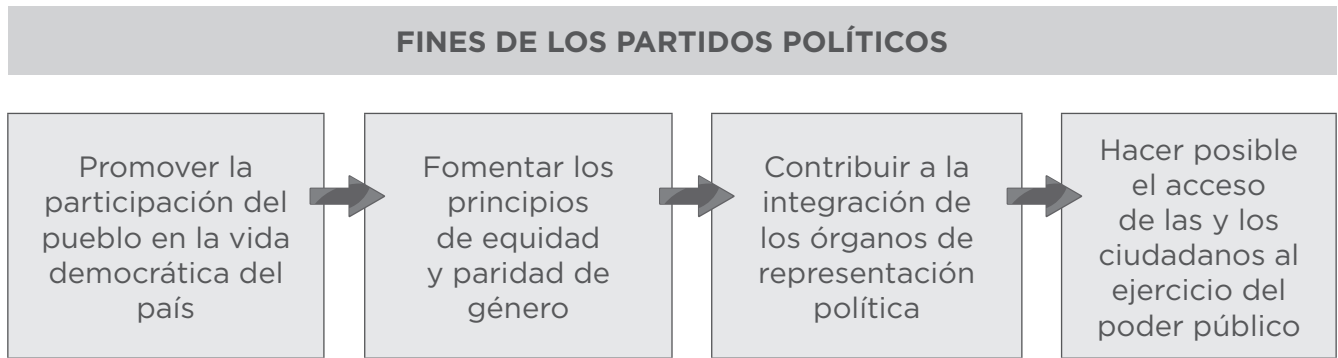 FINES DE LOS PARTIDOS POLÍTICOS
Promover la
participación del
pueblo en la vida
democrática del
país
Fomentar los
principios
de equidad
y paridad de
género
Contribuir a la
integración de
los órganos de
representación
política
Hacer posible
el acceso
de las y los
ciudadanos al
ejercicio del
poder público